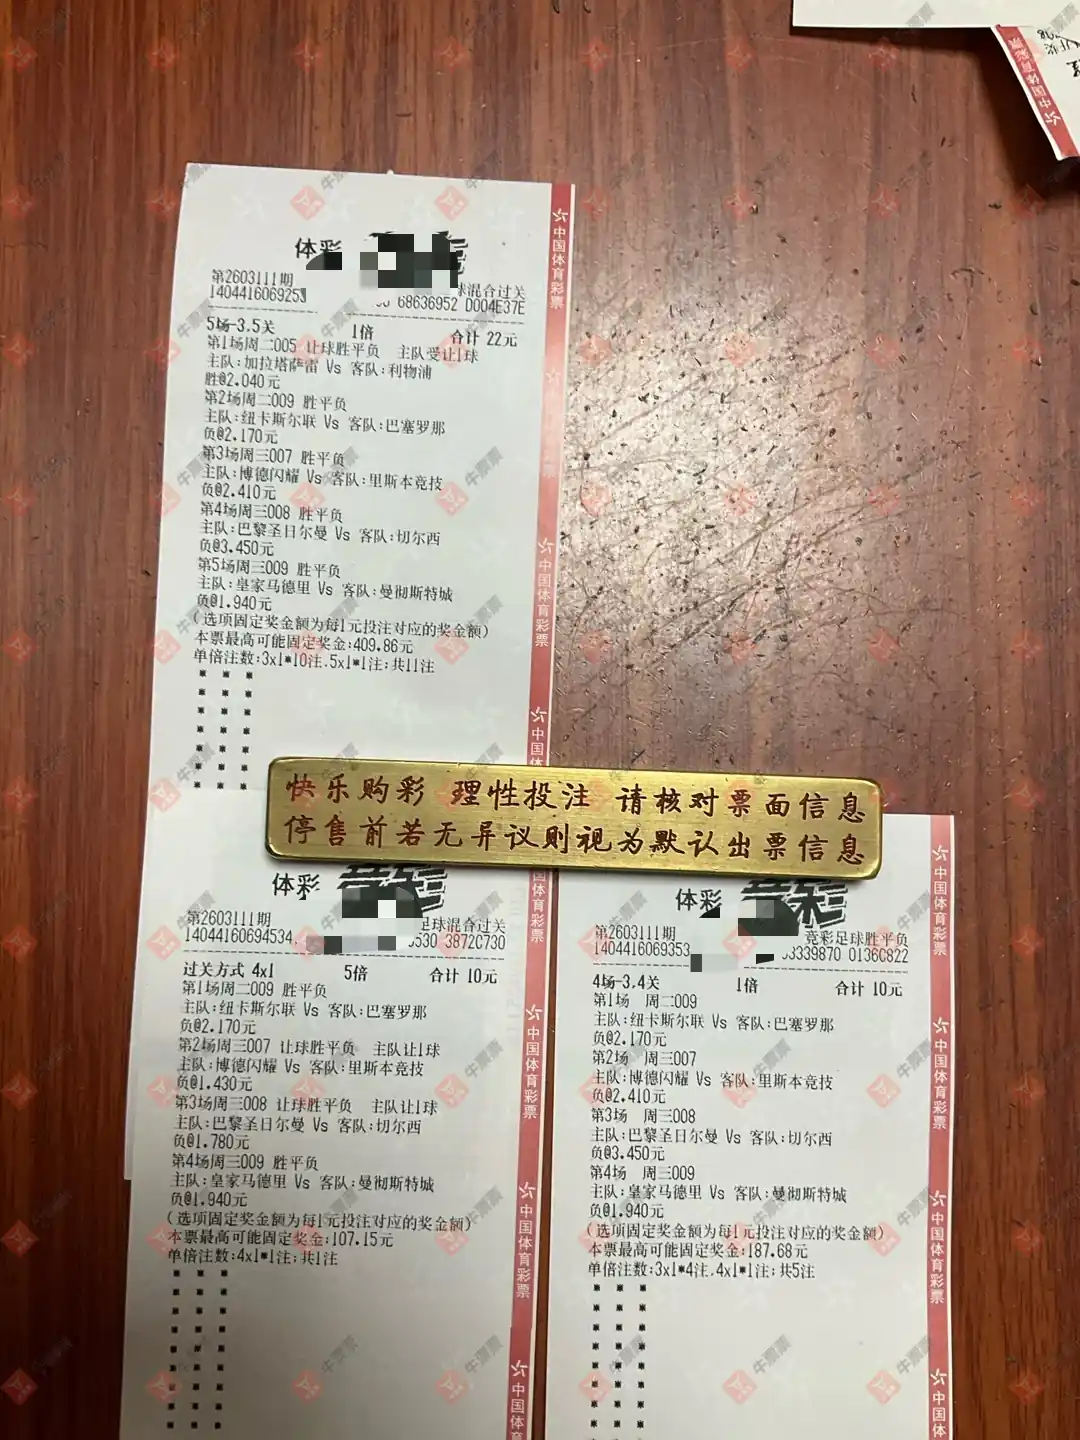 体彩
第2603111期
球混合过关
1404416069253
68636952 D004E37E
5场-3.5关 1倍 合计 22元
第1场周二005 让球胜平负 主队受让1球
主队:加拉塔萨雷 Vs 客队:利物浦
胜@2.040元
第2场周二009 胜平负
主队:纽卡斯尔联 Vs 客队:巴塞罗那
负@2.170元
第3场周三007 胜平负
主队:博德闪耀 Vs 客队:里斯本竞技
负@2.410元
第4场周三008 胜平负
主队:巴黎圣日尔曼 Vs 客队:切尔西
负@3.450元
第5场周三009 胜平负
主队:皇家马德里 Vs 客队:曼彻斯特城
负@1.940元
(选项固定奖金额为每1元投注对应的奖金额)
本票最高可能固定奖金:409.86元
单倍注数:3x1*10注,5x1*1注;共11注
中国体育彩票
快乐购彩 理性投注 请核对票面信息
停售前若无异议则视为默认出票信息
体彩
第2603111期
足球混合过关
14044160694534
530 3872C730
过关方式 4x1 5倍 合计 10元
第1场周二009 胜平负
主队:纽卡斯尔联 Vs 客队:巴塞罗那
负@2.170元
第2场周三007 让球胜平负 主队让1球
主队:博德闪耀 Vs 客队:里斯本竞技
负@1.430元
第3场周三008 让球胜平负 主队让1球
主队:巴黎圣日尔曼 Vs 客队:切尔西
负@1.780元
第4场周三009 胜平负
主队:皇家马德里 Vs 客队:曼彻斯特城
负@1.940元
(选项固定奖金额为每1元投注对应的奖金额)
本票最高可能固定奖金:107.15元
单倍注数:4x1*1注;共1注
中国体育彩票
体彩 竞彩
第2603111期
竞彩足球胜平负
1404416069353
3339870 0136C822
4场-3.4关 1倍 合计 10元
第1场 周二009
主队:纽卡斯尔联 Vs 客队:巴塞罗那
负@2.170元
第2场 周三007
主队:博德闪耀 Vs 客队:里斯本竞技
负@2.410元
第3场 周三008
主队:巴黎圣日尔曼 Vs 客队:切尔西
负@3.450元
第4场 周三009
主队:皇家马德里 Vs 客队:曼彻斯特城
负@1.940元
(选项固定奖金额为每1元投注对应的奖金额)
本票最高可能固定奖金:187.68元
单倍注数:3x1*4注,4x1*1注;共5注
中国体育彩票
中国体育彩票
牛票票